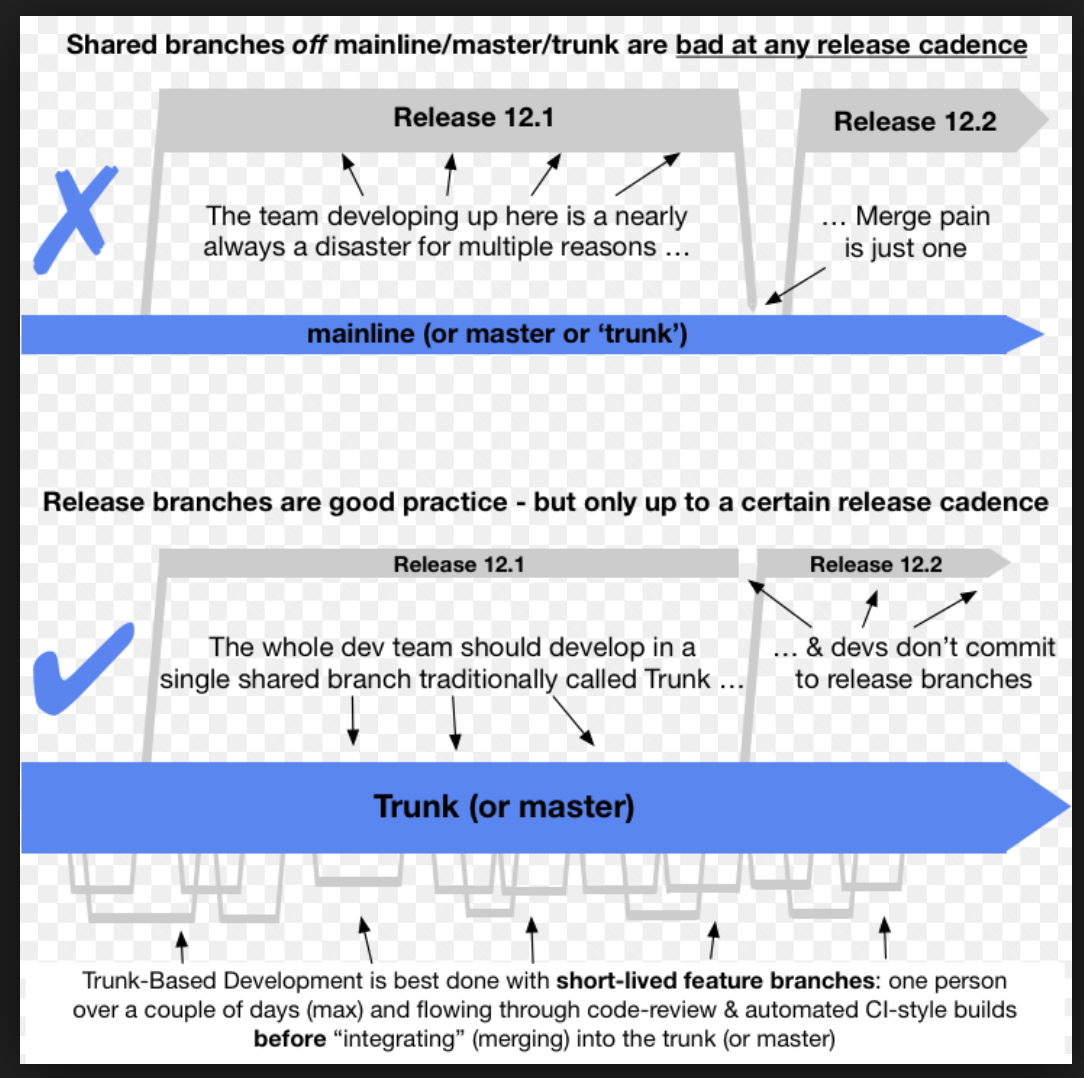 Shared branches off mainline/master/trunk are bad at any release cadence
Release 12.1
Release 12.2
The team developing up here is a nearly
always a disaster for multiple reasons …
… Merge pain
is just one
mainline (or master or ‘trunk’)
Release branches are good practice - but only up to a certain release cadence
Release 12.1
Release 12.2
The whole dev team should develop in a
single shared branch traditionally called Trunk …
… & devs don’t commit
to release branches
Trunk (or master)
Trunk-Based Development is best done with short-lived feature branches: one person
over a couple of days (max) and flowing through code-review & automated CI-style builds
before “integrating” (merging) into the trunk (or master)